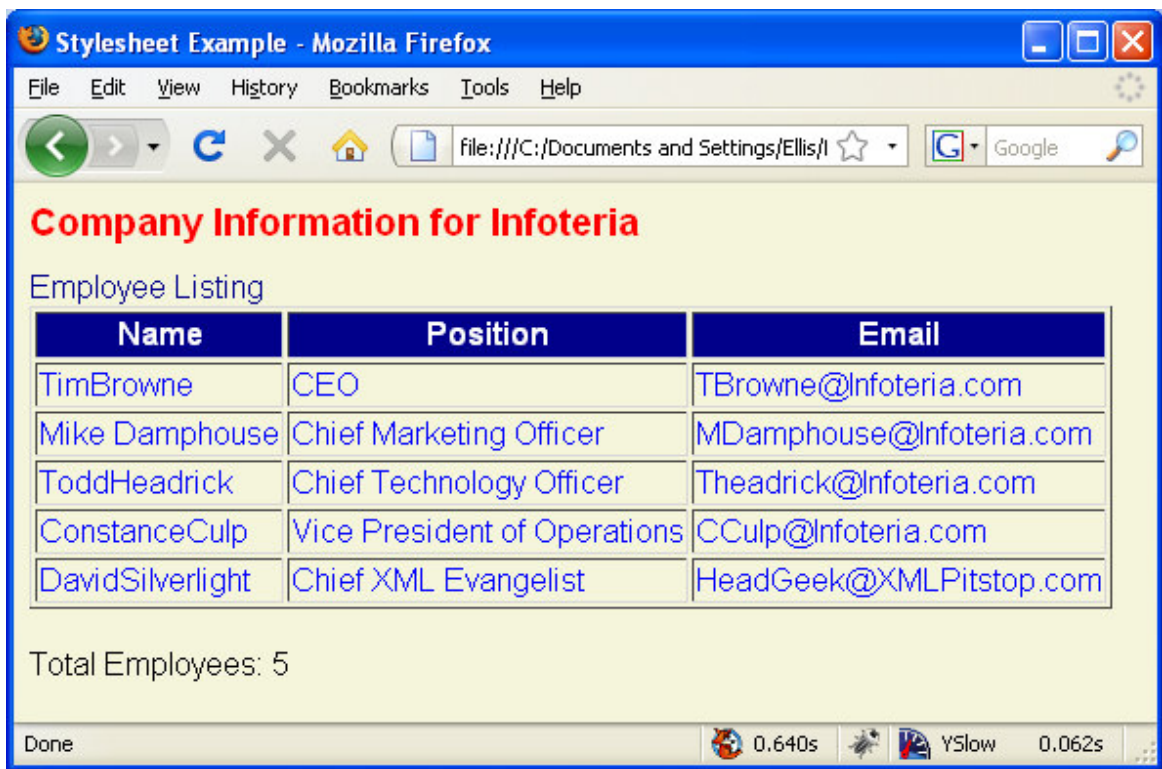 Stylesheet Example - Mozilla Firefox
File Edit View History Bookmarks Tools Help
file:///C:/Documents and Settings/Ellis/I G Google
Company Information for Infoteria
Employee Listing
Name Position Email
TimBrowne CEO TBrowne@Infoteria.com
Mike Damphouse Chief Marketing Officer MDamphouse@Infoteria.com
ToddHeadrick Chief Technology Officer Theadrick@Infoteria.com
ConstanceCulp Vice President of Operations CCulp@Infoteria.com
DavidSilverlight Chief XML Evangelist HeadGeek@XMLPitstop.com
Total Employees: 5
Done 0.640s YSlow 0.062s